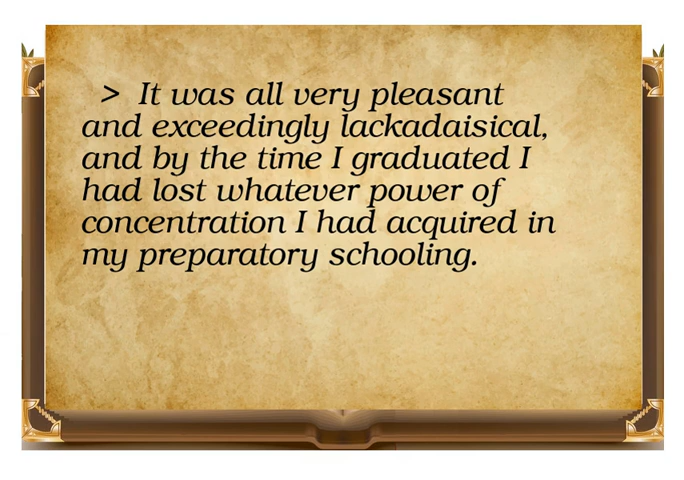 > It was all very pleasant
and exceedingly lackadaisical,
and by the time I graduated I
had lost whatever power of
concentration I had acquired in
my preparatory schooling.